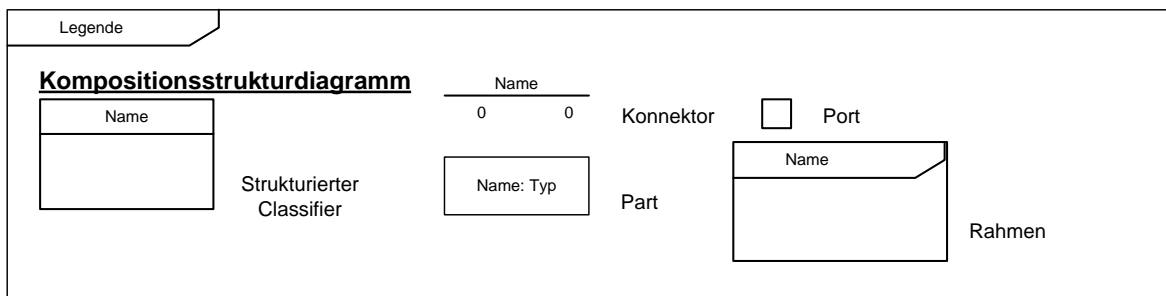 Legende
Kompositionsstrukturdiagramm
Name
Name
0 0
Konnektor
Port
Strukturierter
Classifier
Name: Typ
Part
Name
Rahmen